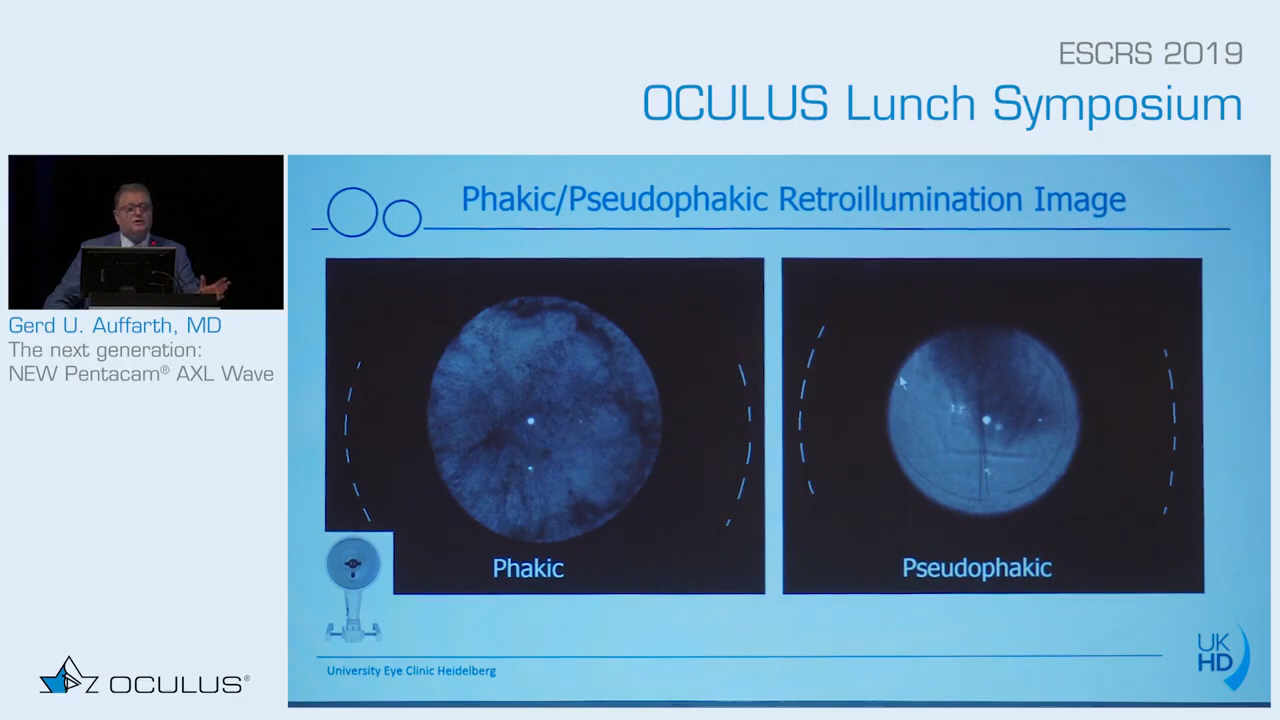 ESCRS 2019
OCULUS Lunch Symposium
Gerd U. Auffarth, MD
The next generation:
NEW Pentacam® AXL Wave
Phakic/Pseudophakic Retroillumination Image
Phakic
Pseudophakic
University Eye Clinic Heidelberg
UK
HD
OCULUS®